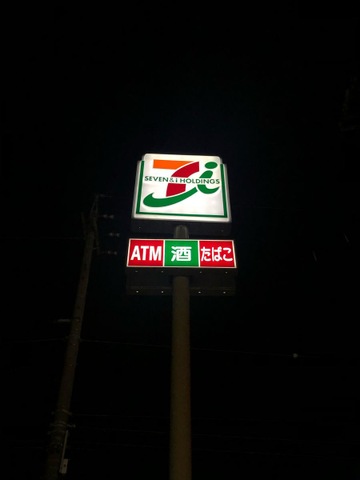 SEVEN & i HOLDINGS
ATM 酒 たばこ